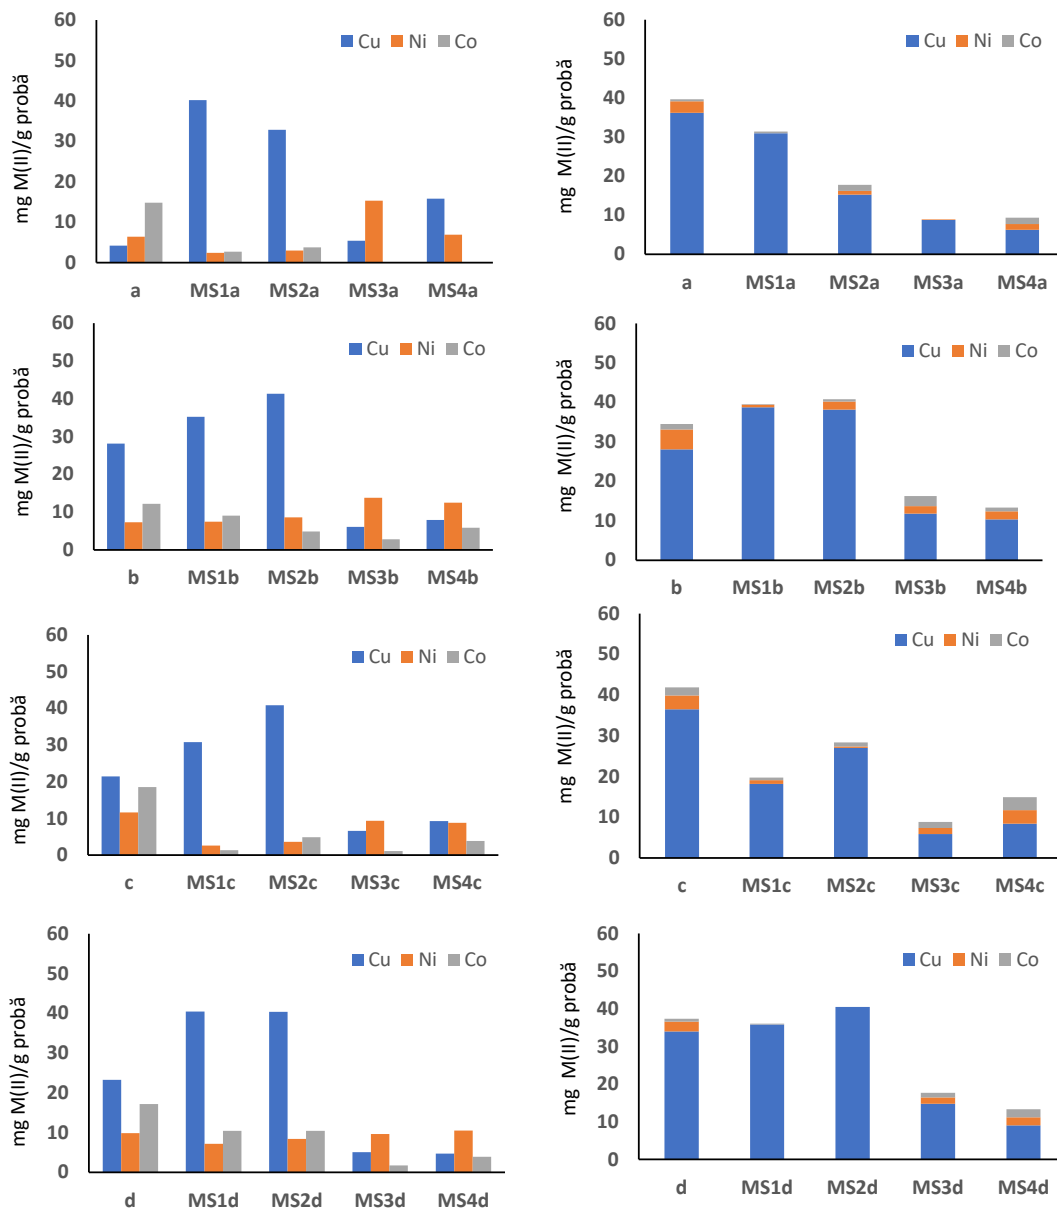 mg M(II)/g probă
60
50
40
30
20
10
0
Cu Ni Co
a MS1a MS2a MS3a MS4a
mg M(II)/g probă
60
50
40
30
20
10
0
Cu Ni Co
a MS1a MS2a MS3a MS4a
mg M(II)/g probă
60
50
40
30
20
10
0
Cu Ni Co
b MS1b MS2b MS3b MS4b
mg M(II)/g probă
60
50
40
30
20
10
0
Cu Ni Co
b MS1b MS2b MS3b MS4b
mg M(II)/g probă
60
50
40
30
20
10
0
Cu Ni Co
c MS1c MS2c MS3c MS4c
mg M(II)/g probă
60
50
40
30
20
10
0
Cu Ni Co
c MS1c MS2c MS3c MS4c
mg M(II)/g probă
60
50
40
30
20
10
0
Cu Ni Co
d MS1d MS2d MS3d MS4d
mg M(II)/g probă
60
50
40
30
20
10
0
Cu Ni Co
d MS1d MS2d MS3d MS4d